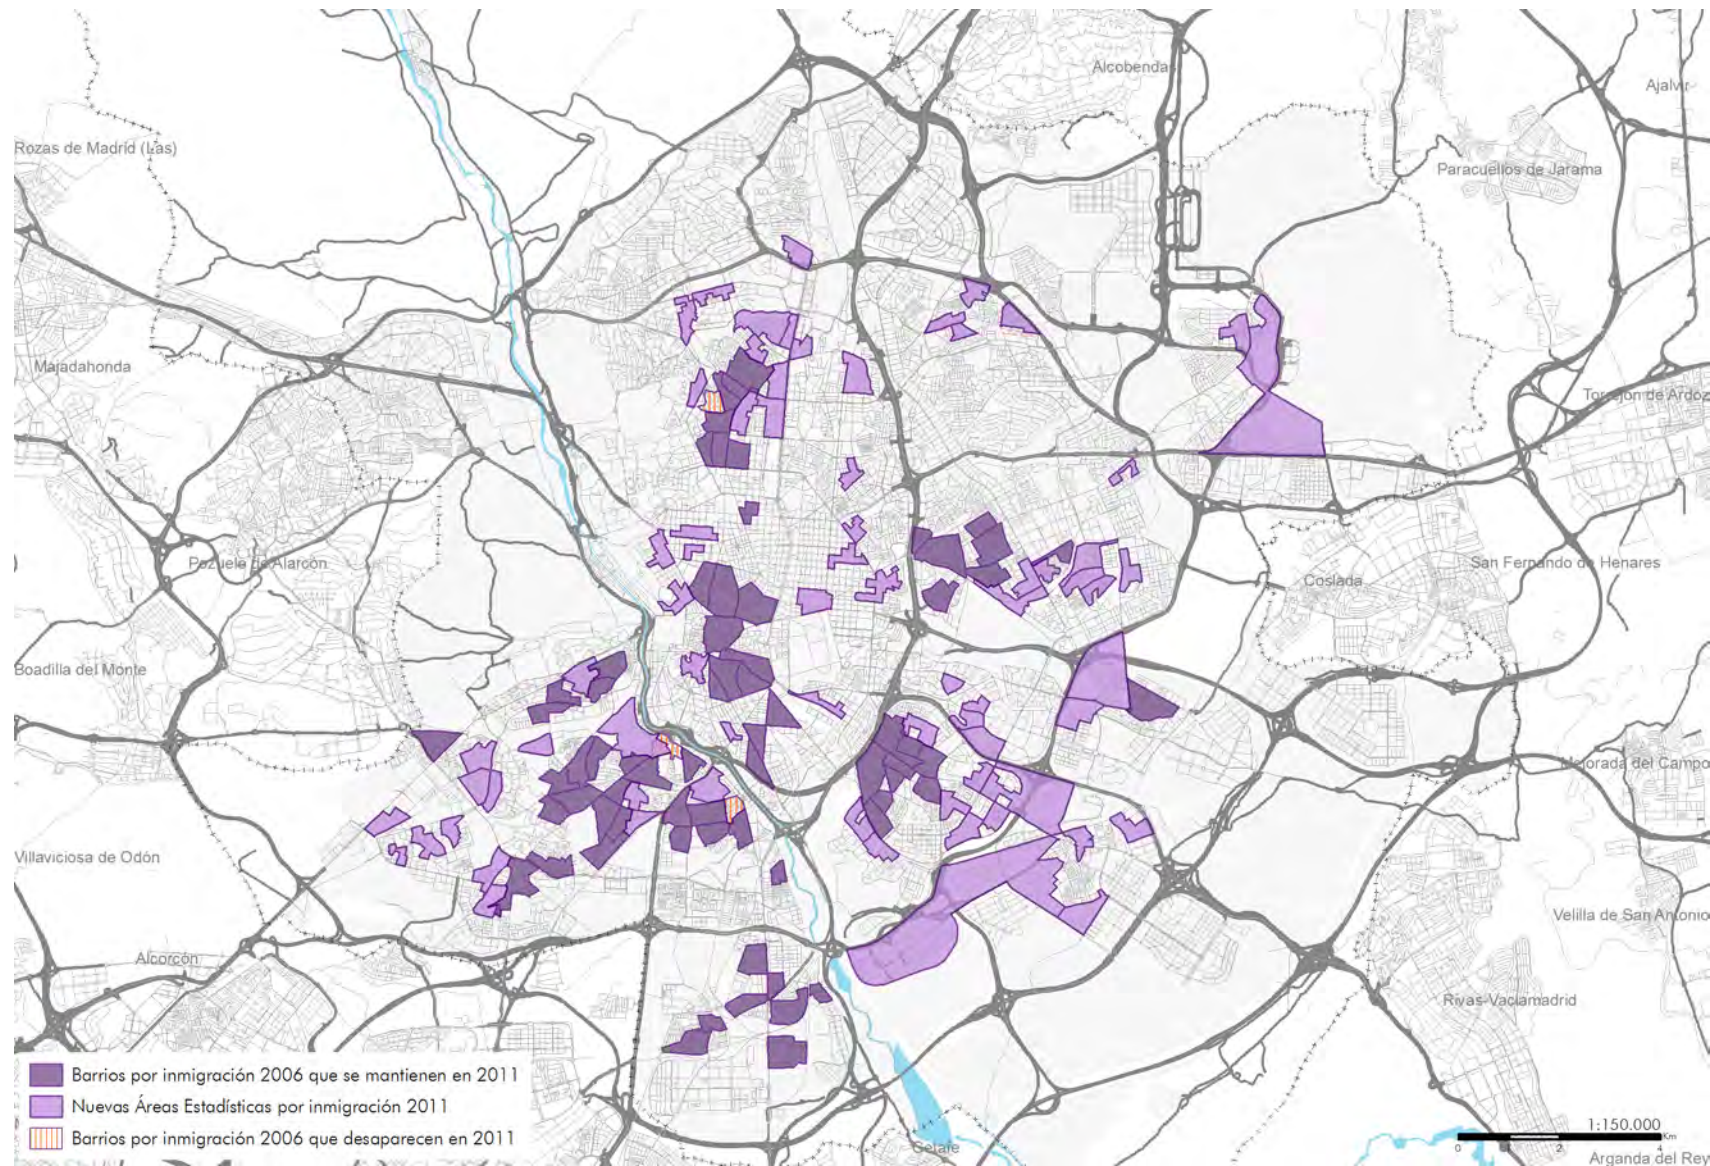 Alcobendas
Ajalvir
Rozas de Madrid (Las)
Paracuellos de Jarama
Majadahonda
Torrejón de Ardoz
Pozuelo de Alarcón
San Fernando de Henares
Coslada
Boadilla del Monte
Mejorada del Campo
Villaviciosa de Odón
Velilla de San Antonio
Alcorcón
Rivas-Vaciamadrid
Barrios por inmigración 2006 que se mantienen en 2011
Nuevas Áreas Estadísticas por inmigración 2011
Barrios por inmigración 2006 que desaparecen en 2011
1:150.000
Km
0 2 4
Getafe
Arganda del Rey